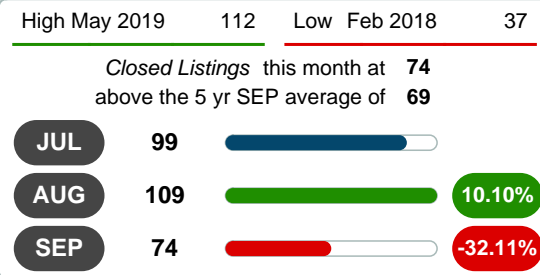 High May 2019 112 Low Feb 2018 37
Closed Listings this month at 74
above the 5 yr SEP average of 69
JUL 99
AUG 109 10.10%
SEP 74 -32.11%